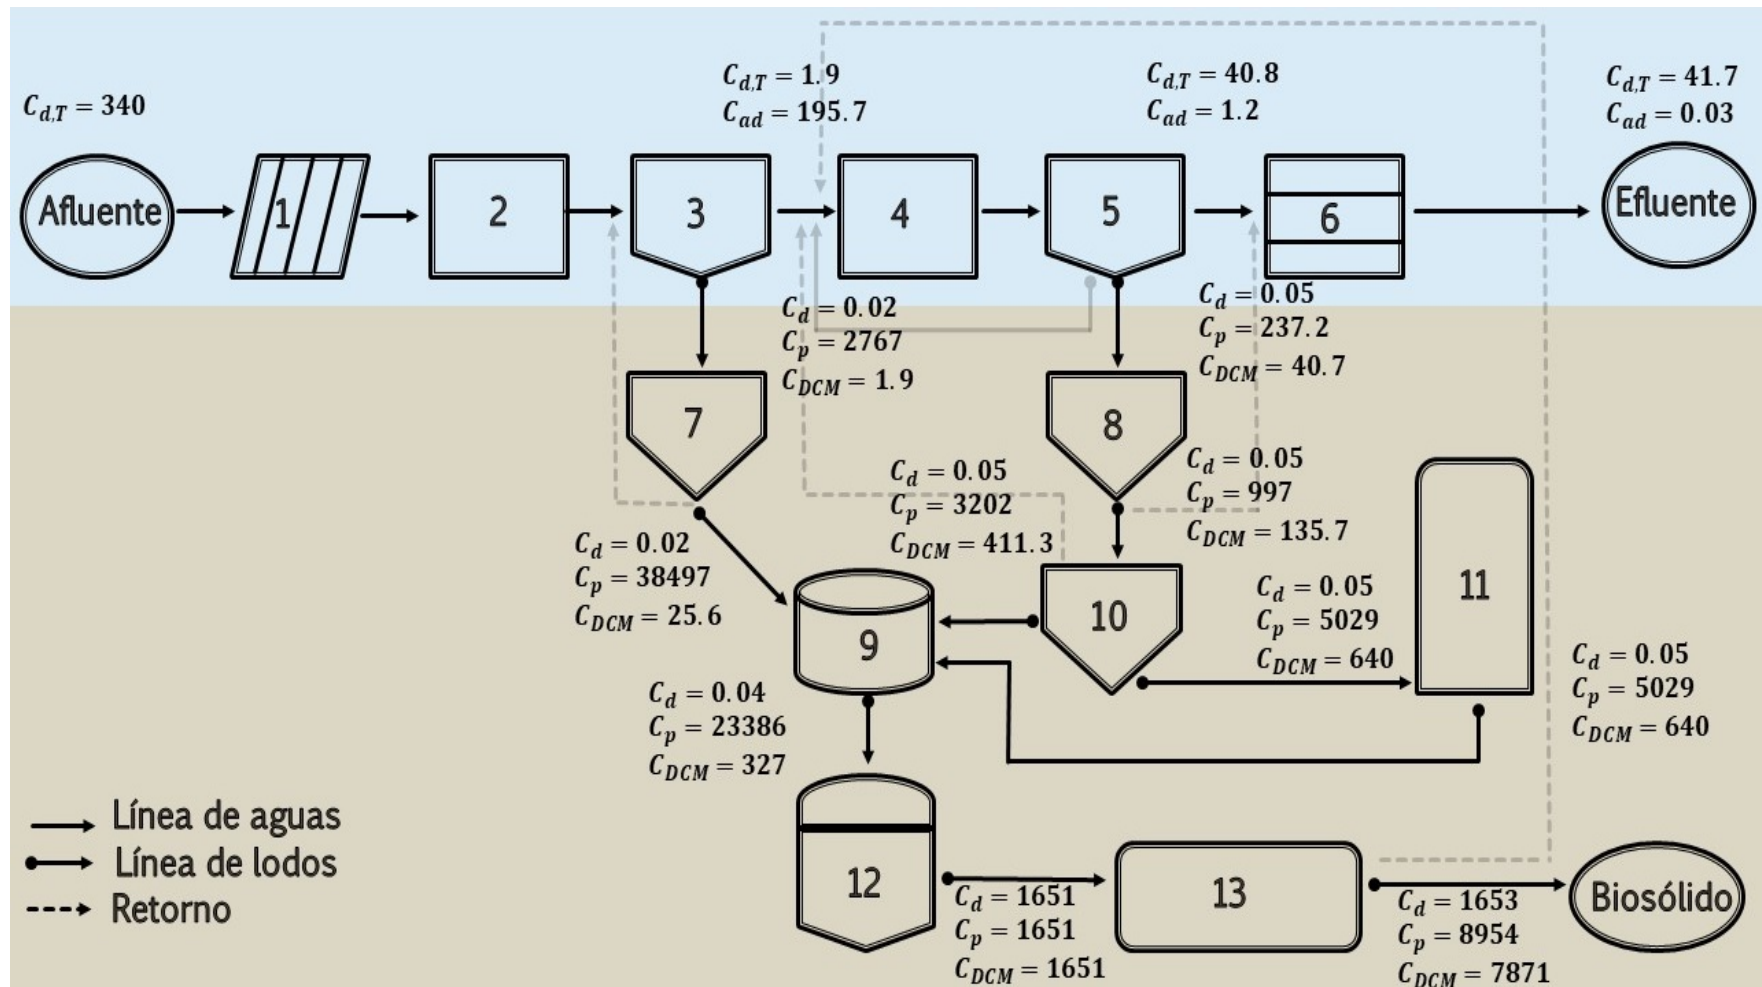 C_{d,T} = 340
C_{d,T} = 1.9
C_{ad} = 195.7
C_{d,T} = 40.8
C_{ad} = 1.2
C_{d,T} = 41.7
C_{ad} = 0.03
Afluente
1
2
3
4
5
6
Efluente
C_d = 0.02
C_p = 2767
C_{DCM} = 1.9
C_d = 0.05
C_p = 237.2
C_{DCM} = 40.7
7
8
C_d = 0.05
C_p = 3202
C_{DCM} = 411.3
C_d = 0.05
C_p = 997
C_{DCM} = 135.7
C_d = 0.02
C_p = 38497
C_{DCM} = 25.6
9
10
C_d = 0.05
C_p = 5029
C_{DCM} = 640
11
C_d = 0.05
C_p = 5029
C_{DCM} = 640
C_d = 0.04
C_p = 23386
C_{DCM} = 327
Línea de aguas
Línea de lodos
Retorno
12
C_d = 1651
C_p = 1651
C_{DCM} = 1651
13
C_d = 1653
C_p = 8954
C_{DCM} = 7871
Biosólido